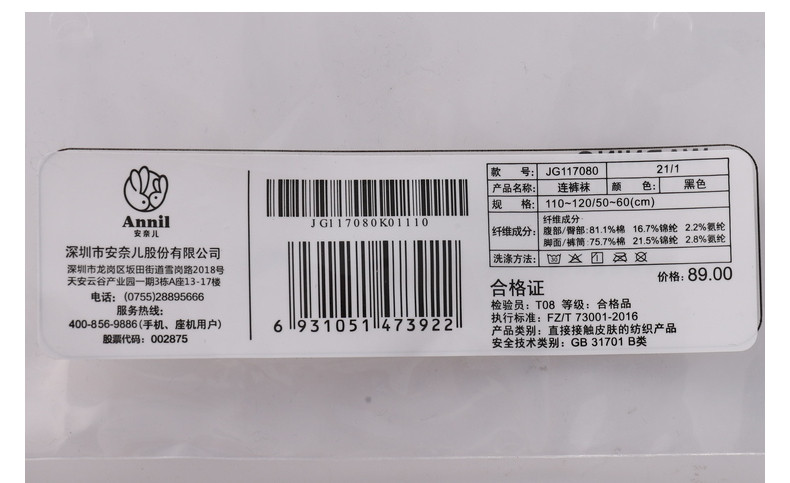 Annil
安奈儿
深圳市安奈儿股份有限公司
深圳市龙岗区坂田街道雪岗路2018号
天安云谷产业园一期3栋A座13-17楼
电话：(0755)28895666
服务热线：
400-856-9886(手机、座机用户)
股票代码：002875
JG117080K01110
6 931051 473922
款 号： JG117080 21/1
产品名称： 连裤袜 颜 色： 黑色
规 格： 110~120/50~60(cm)
纤维成分： 纤维成分
腹部/臀部：81.1%棉 16.7%锦纶 2.2%氨纶
脚面/裤筒：75.7%棉 21.5%锦纶 2.8%氨纶
洗涤方法：
价格：89.00
合格证
检验员：T08 等级：合格品
执行标准：FZ/T 73001-2016
产品类别：直接接触皮肤的纺织产品
安全技术类别：GB 31701 B类